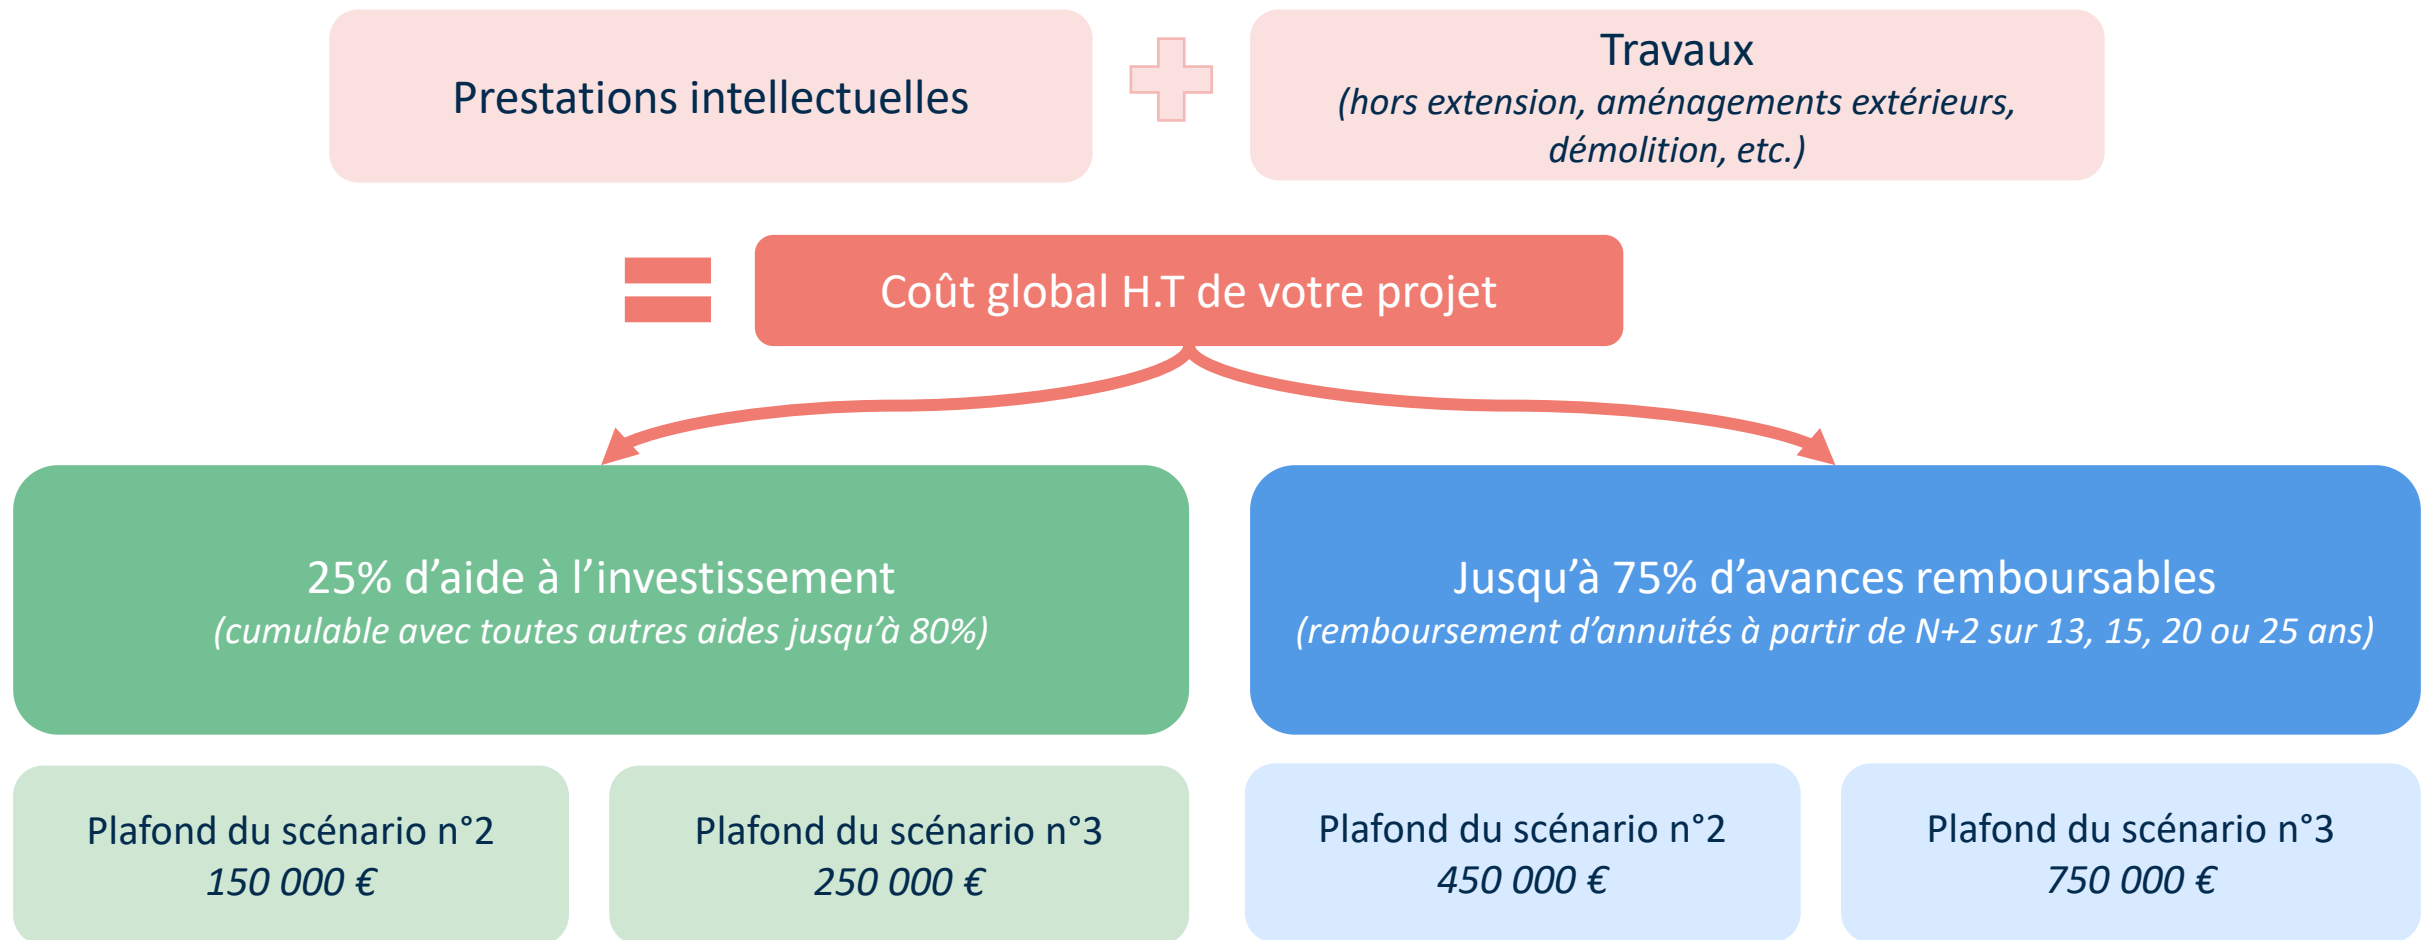 Prestations intellectuelles
Travaux
(hors extension, aménagements extérieurs,
démolition, etc.)
Coût global H.T de votre projet
25% d’aide à l’investissement
(cumulable avec toutes autres aides jusqu’à 80%)
Jusqu’à 75% d’avances remboursables
(remboursement d’annuités à partir de N+2 sur 13, 15, 20 ou 25 ans)
Plafond du scénario n°2
150 000 €
Plafond du scénario n°3
250 000 €
Plafond du scénario n°2
450 000 €
Plafond du scénario n°3
750 000 €